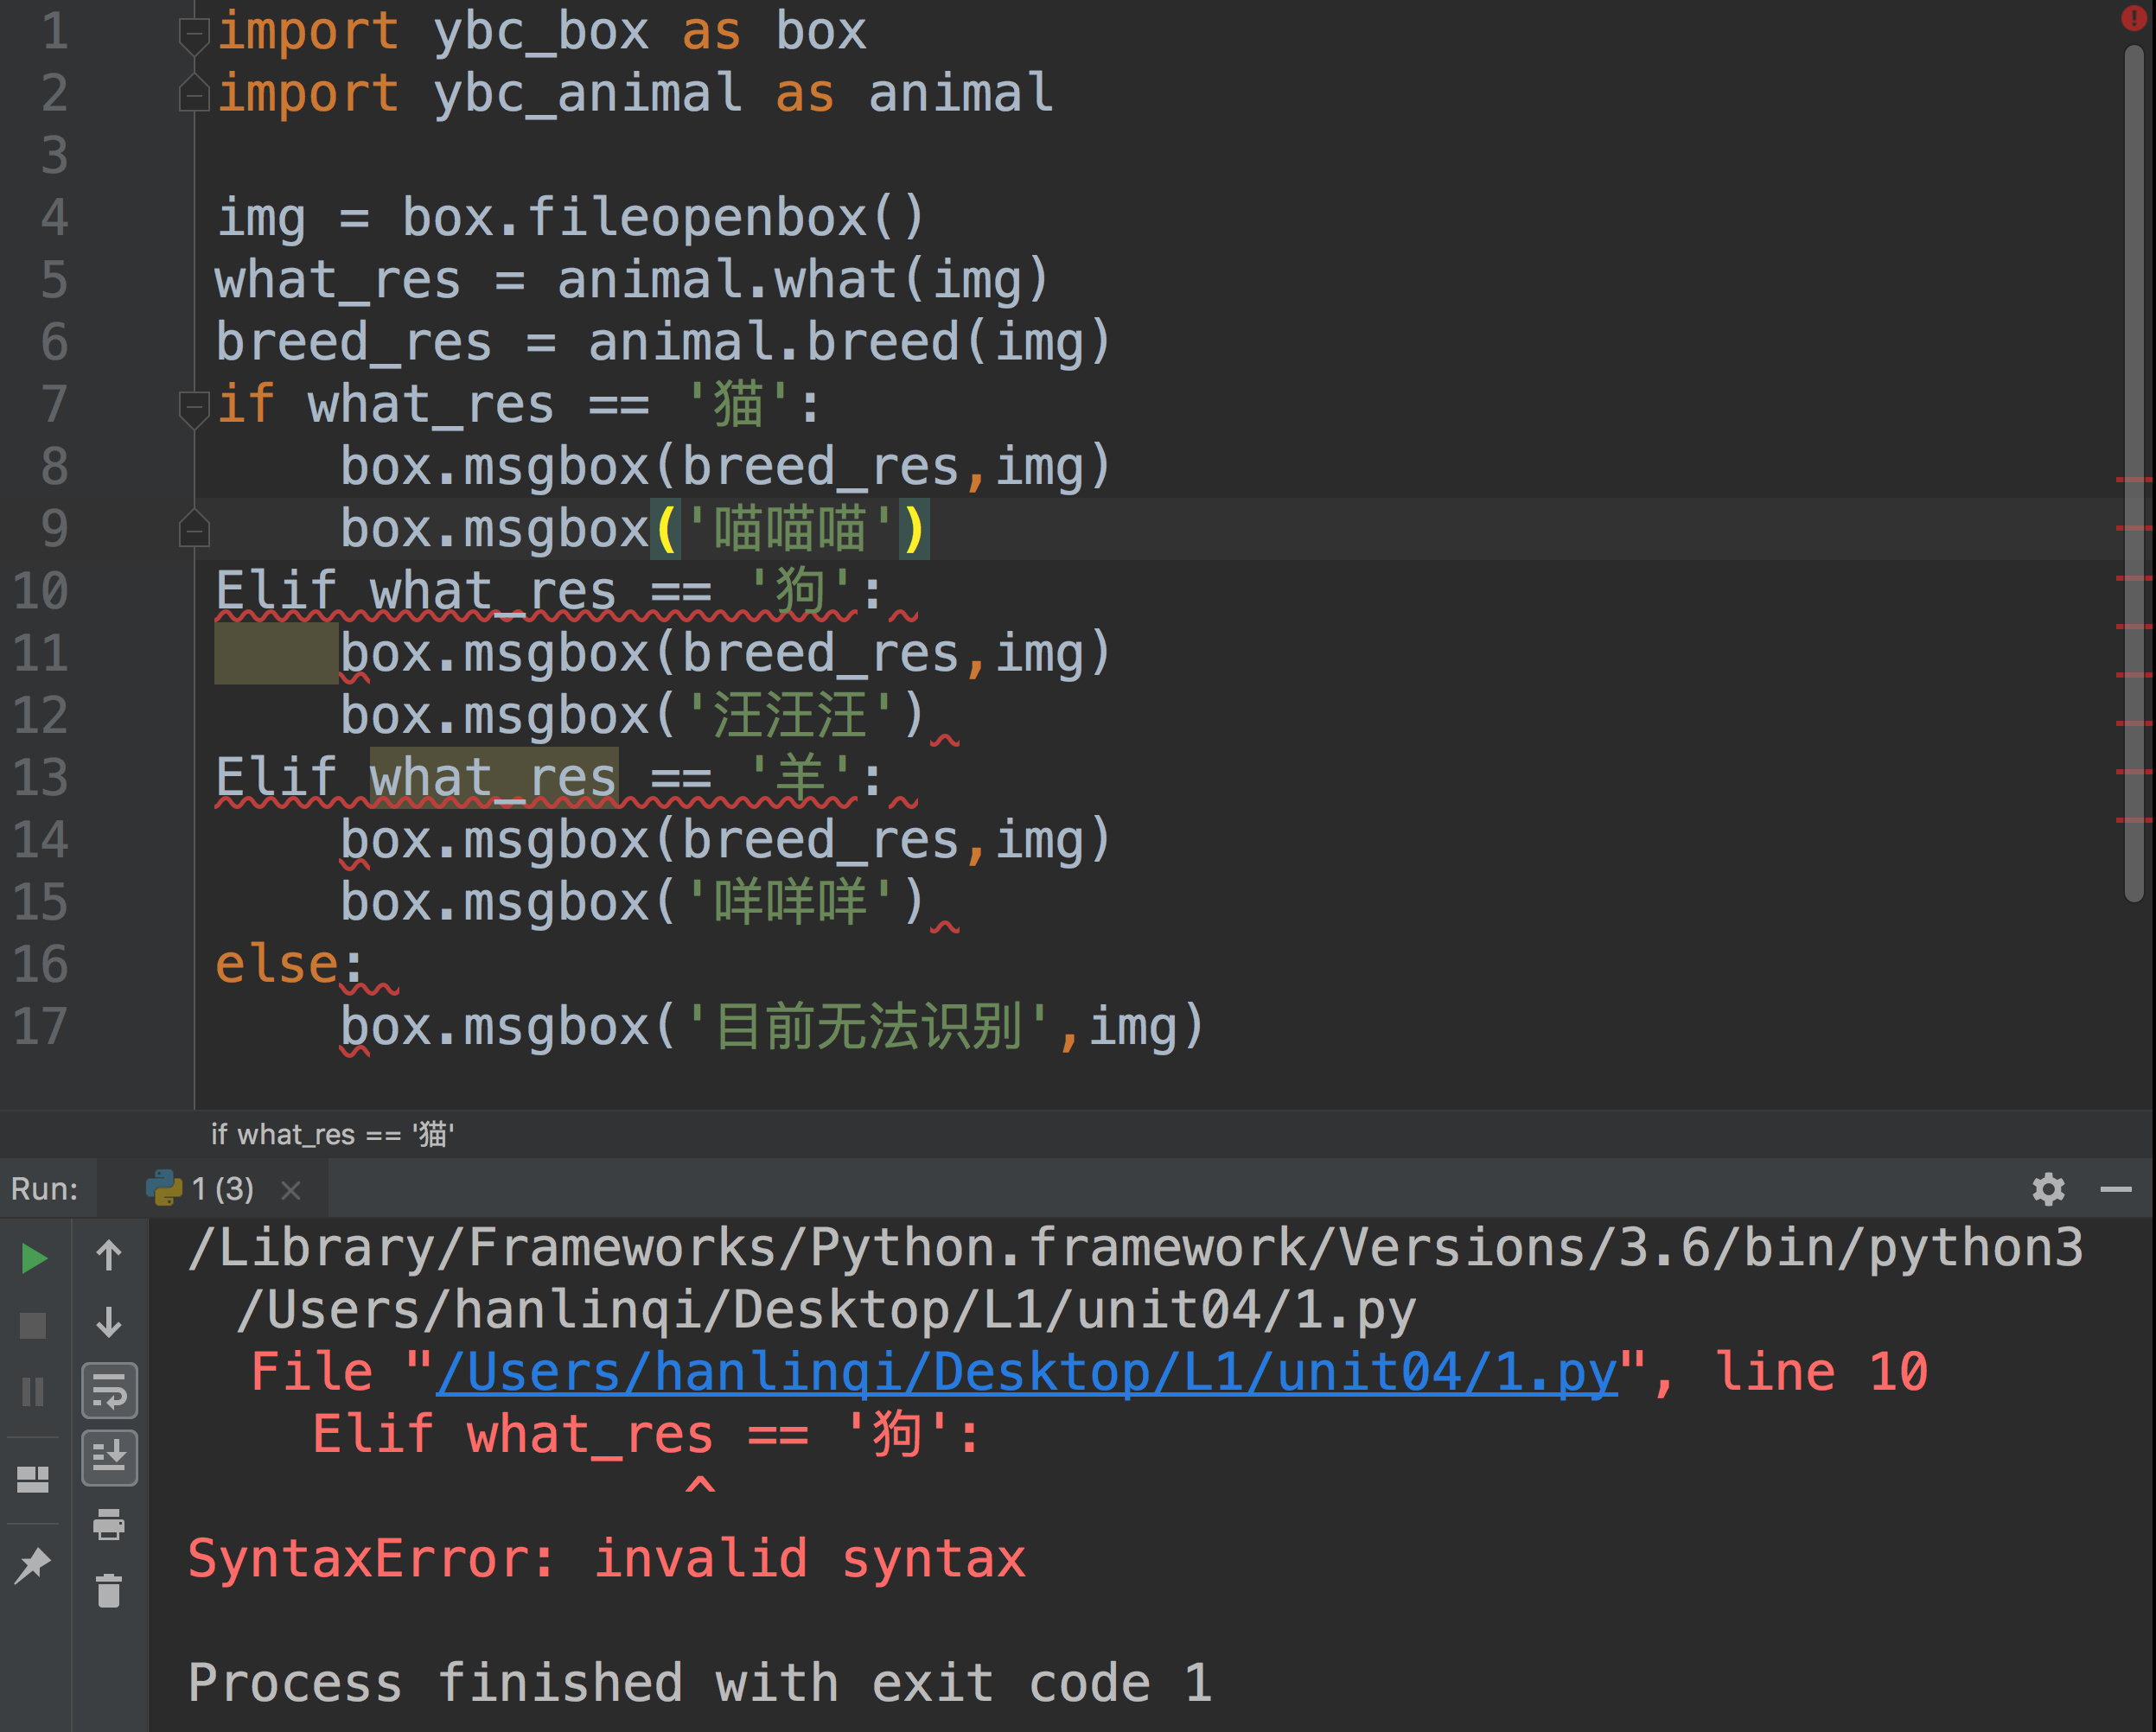 1 import ybc_box as box
2 import ybc_animal as animal
3
4 img = box.fileopenbox()
5 what_res = animal.what(img)
6 breed_res = animal.breed(img)
7 if what_res == '猫':
8     box.msgbox(breed_res,img)
9     box.msgbox('喵喵喵')
10 Elif what_res == '狗':
11     box.msgbox(breed_res,img)
12     box.msgbox('汪汪汪')
13 Elif what_res == '羊':
14     box.msgbox(breed_res,img)
15     box.msgbox('咩咩咩')
16 else:
17     box.msgbox('目前无法识别',img)
if what_res == '猫'
Run: 1 (3)
/Library/Frameworks/Python.framework/Versions/3.6/bin/python3
/Users/hanlinqi/Desktop/L1/unit04/1.py
File "/Users/hanlinqi/Desktop/L1/unit04/1.py", line 10
Elif what_res == '狗':
^
SyntaxError: invalid syntax
Process finished with exit code 1